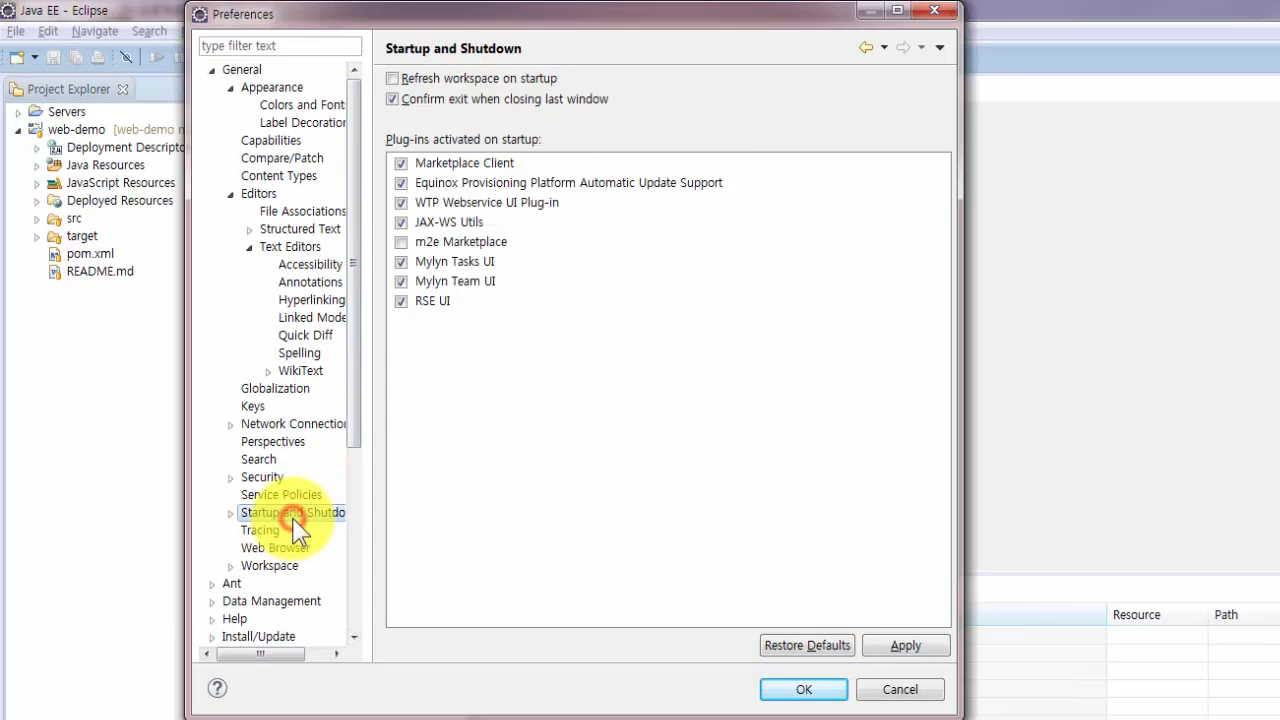 Java EE - Eclipse
File Edit Navigate Search
Project Explorer
Servers
web-demo [web-demo
Deployment Descripto
Java Resources
JavaScript Resources
Deployed Resources
src
target
pom.xml
README.md
Preferences
type filter text
General
Appearance
Colors and Font
Label Decoration
Capabilities
Compare/Patch
Content Types
Editors
File Associations
Structured Text
Text Editors
Accessibility
Annotations
Hyperlinking
Linked Mode
Quick Diff
Spelling
WikiText
Globalization
Keys
Network Connection
Perspectives
Search
Security
Service Policies
Startup and Shutdo
Tracing
Web Browser
Workspace
Ant
Data Management
Help
Install/Update
Startup and Shutdown
Refresh workspace on startup
Confirm exit when closing last window
Plug-ins activated on startup:
Marketplace Client
Equinox Provisioning Platform Automatic Update Support
WTP Webservice UI Plug-in
JAX-WS Utils
m2e Marketplace
Mylyn Tasks UI
Mylyn Team UI
RSE UI
Restore Defaults Apply
OK Cancel
Resource Path